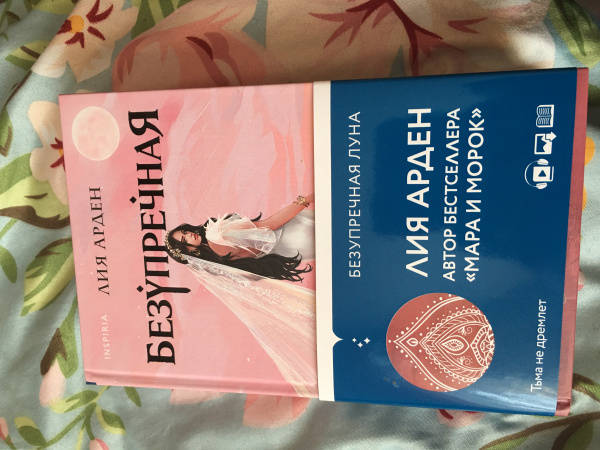 INSPIRIA
ЛИЯ АРДЕН
БЕЗУПРЕЧНАЯ
БЕЗУПРЕЧНАЯ ЛУНА
ЛИЯ АРДЕН
АВТОР БЕСТСЕЛЛЕРА
«МАРА И МОРОК»
Тьма не дремлет